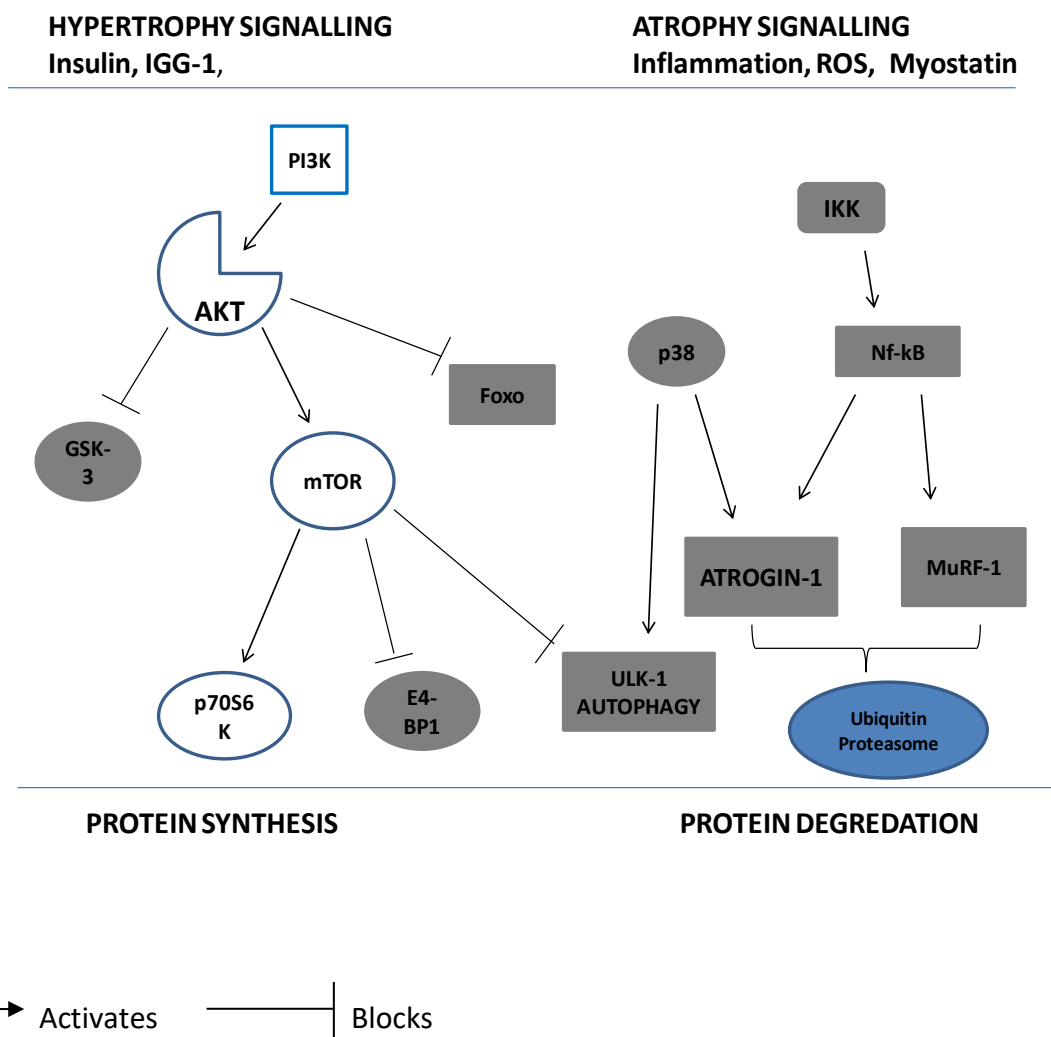 HYPERTROPHY SIGNALLING
Insulin, IGG-1,
ATROPHY SIGNALLING
Inflammation, ROS, Myostatin
PI3K
IKK
AKT
p38
Nf-kB
Foxo
GSK-
3
mTOR
ATROGIN-1
MuRF-1
p70S6
K
E4-
BP1
ULK-1
AUTOPHAGY
Ubiquitin
Proteasome
PROTEIN SYNTHESIS
PROTEIN DEGREDATION
Activates
Blocks